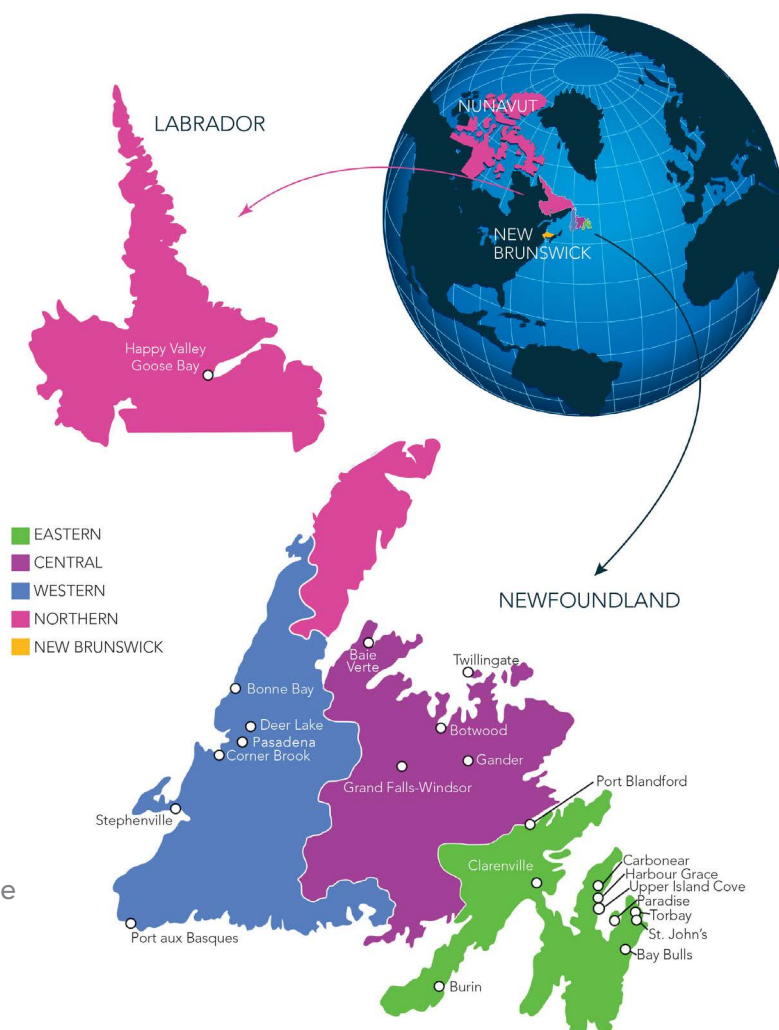 LABRADOR
NUNAVUT
NEW
BRUNSWICK
Happy Valley
Goose Bay
EASTERN
CENTRAL
WESTERN
NORTHERN
NEW BRUNSWICK
NEWFOUNDLAND
Baie
Verte
Twillingate
Bonne Bay
Deer Lake
Pasadena
Corner Brook
Botwood
Gander
Grand Falls-Windsor
Port Blandford
Stephenville
Clarenville
Carbonear
Harbour Grace
Upper Island Cove
Paradise
Torbay
St. John's
Bay Bulls
Port aux Basques
Burin
e